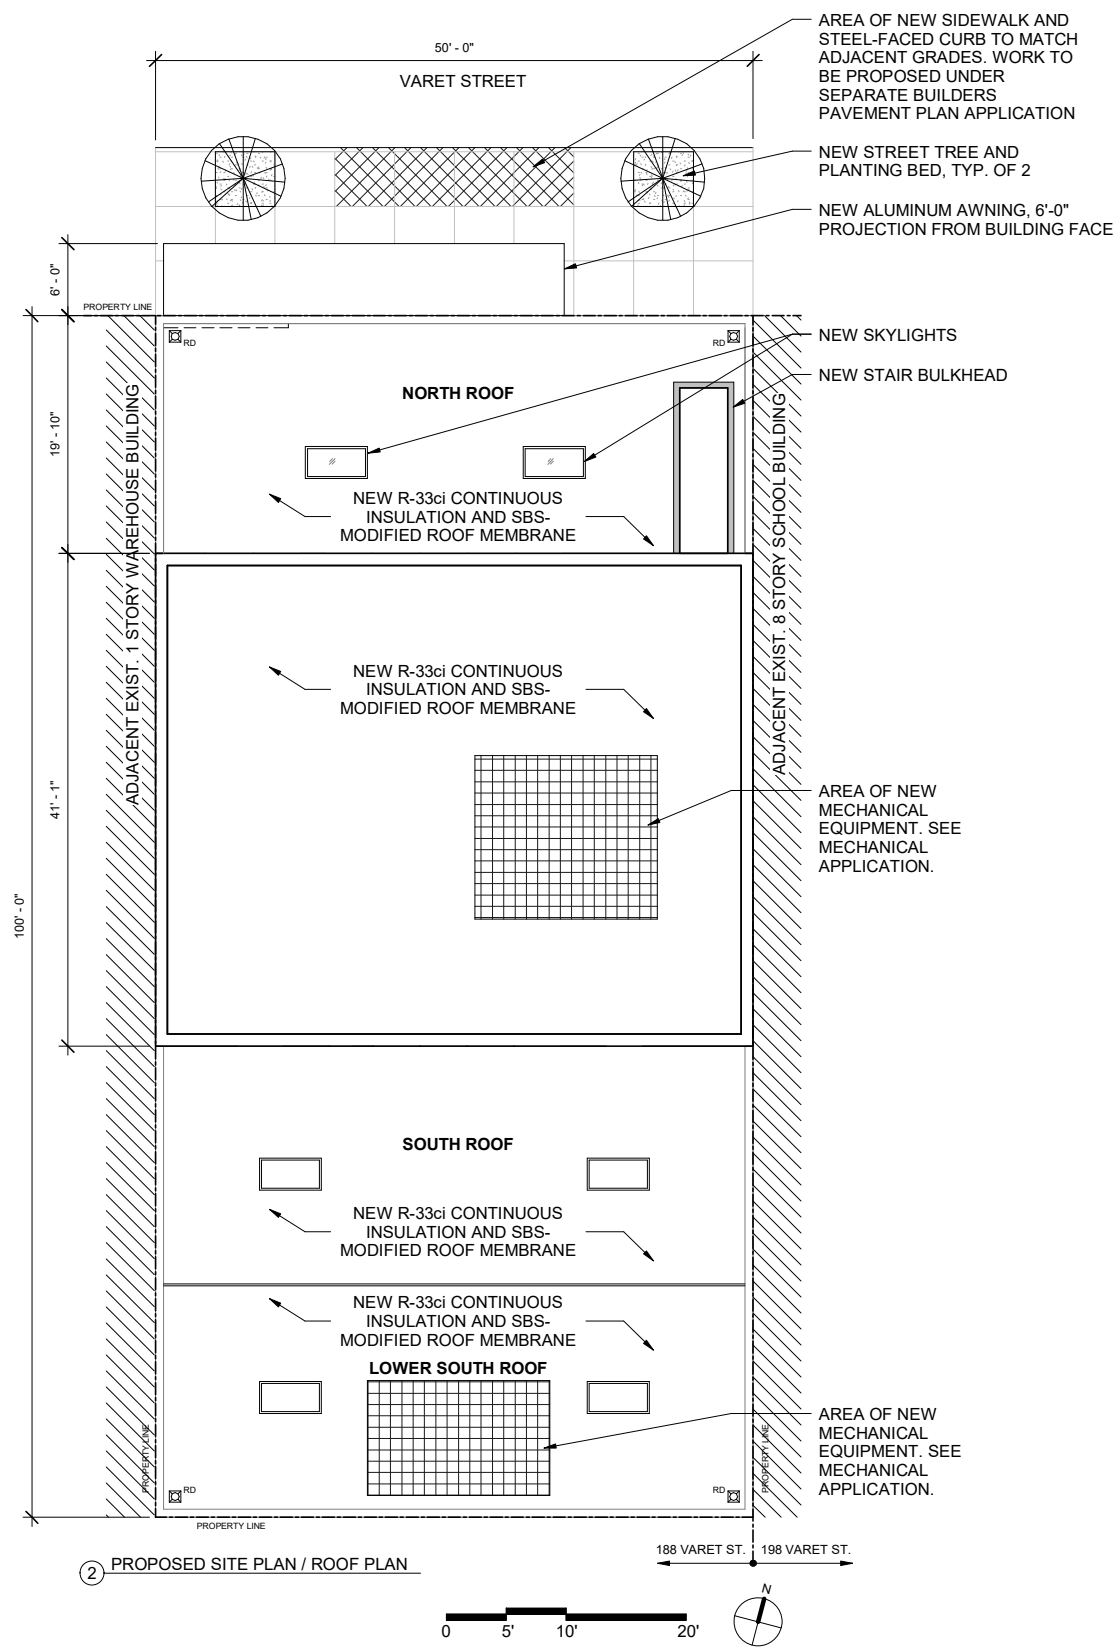 50' - 0"
VARET STREET
AREA OF NEW SIDEWALK AND
STEEL-FACED CURB TO MATCH
ADJACENT GRADES. WORK TO
BE PROPOSED UNDER
SEPARATE BUILDERS
PAVEMENT PLAN APPLICATION
NEW STREET TREE AND
PLANTING BED, TYP. OF 2
NEW ALUMINUM AWNING, 6'-0"
PROJECTION FROM BUILDING FACE
6' - 0"
PROPERTY LINE
RD
RD
NEW SKYLIGHTS
NEW STAIR BULKHEAD
NORTH ROOF
19' - 10"
ADJACENT EXIST. 1 STORY WAREHOUSE BUILDING
ADJACENT EXIST. 8 STORY SCHOOL BUILDING
NEW R-33ci CONTINUOUS
INSULATION AND SBS-
MODIFIED ROOF MEMBRANE
NEW R-33ci CONTINUOUS
INSULATION AND SBS-
MODIFIED ROOF MEMBRANE
41' - 1"
AREA OF NEW
MECHANICAL
EQUIPMENT. SEE
MECHANICAL
APPLICATION.
100' - 0"
SOUTH ROOF
NEW R-33ci CONTINUOUS
INSULATION AND SBS-
MODIFIED ROOF MEMBRANE
NEW R-33ci CONTINUOUS
INSULATION AND SBS-
MODIFIED ROOF MEMBRANE
LOWER SOUTH ROOF
AREA OF NEW
MECHANICAL
EQUIPMENT. SEE
MECHANICAL
APPLICATION.
PROPERTY LINE
PROPERTY LINE
RD
RD
PROPERTY LINE
188 VARET ST.
198 VARET ST.
2
PROPOSED SITE PLAN / ROOF PLAN
N
0 5' 10' 20'